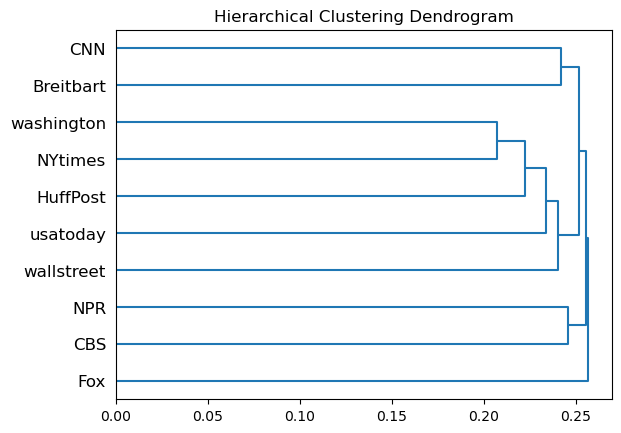 Hierarchical Clustering Dendrogram
CNN
Breitbart
washington
NYtimes
HuffPost
usatoday
wallstreet
NPR
CBS
Fox
0.00 0.05 0.10 0.15 0.20 0.25